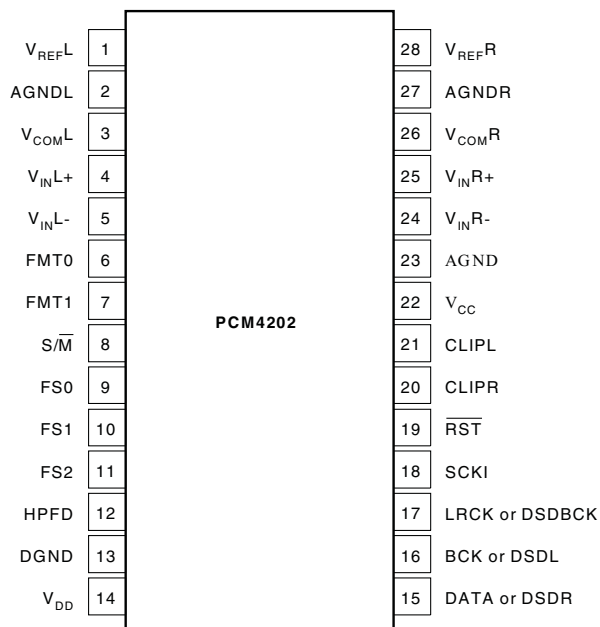 V_REF L 1 28 V_REF R
AGNDL 2 27 AGNDR
V_COM L 3 26 V_COM R
V_IN L+ 4 25 V_IN R+
V_IN L- 5 24 V_IN R-
FMT0 6 23 AGND
FMT1 7 22 V_CC
PCM4202
S/M̅ 8 21 CLIPL
FS0 9 20 CLIPR
FS1 10 19 R̅S̅T̅
FS2 11 18 SCKI
HPFD 12 17 LRCK or DSDBCK
DGND 13 16 BCK or DSDL
V_DD 14 15 DATA or DSDR